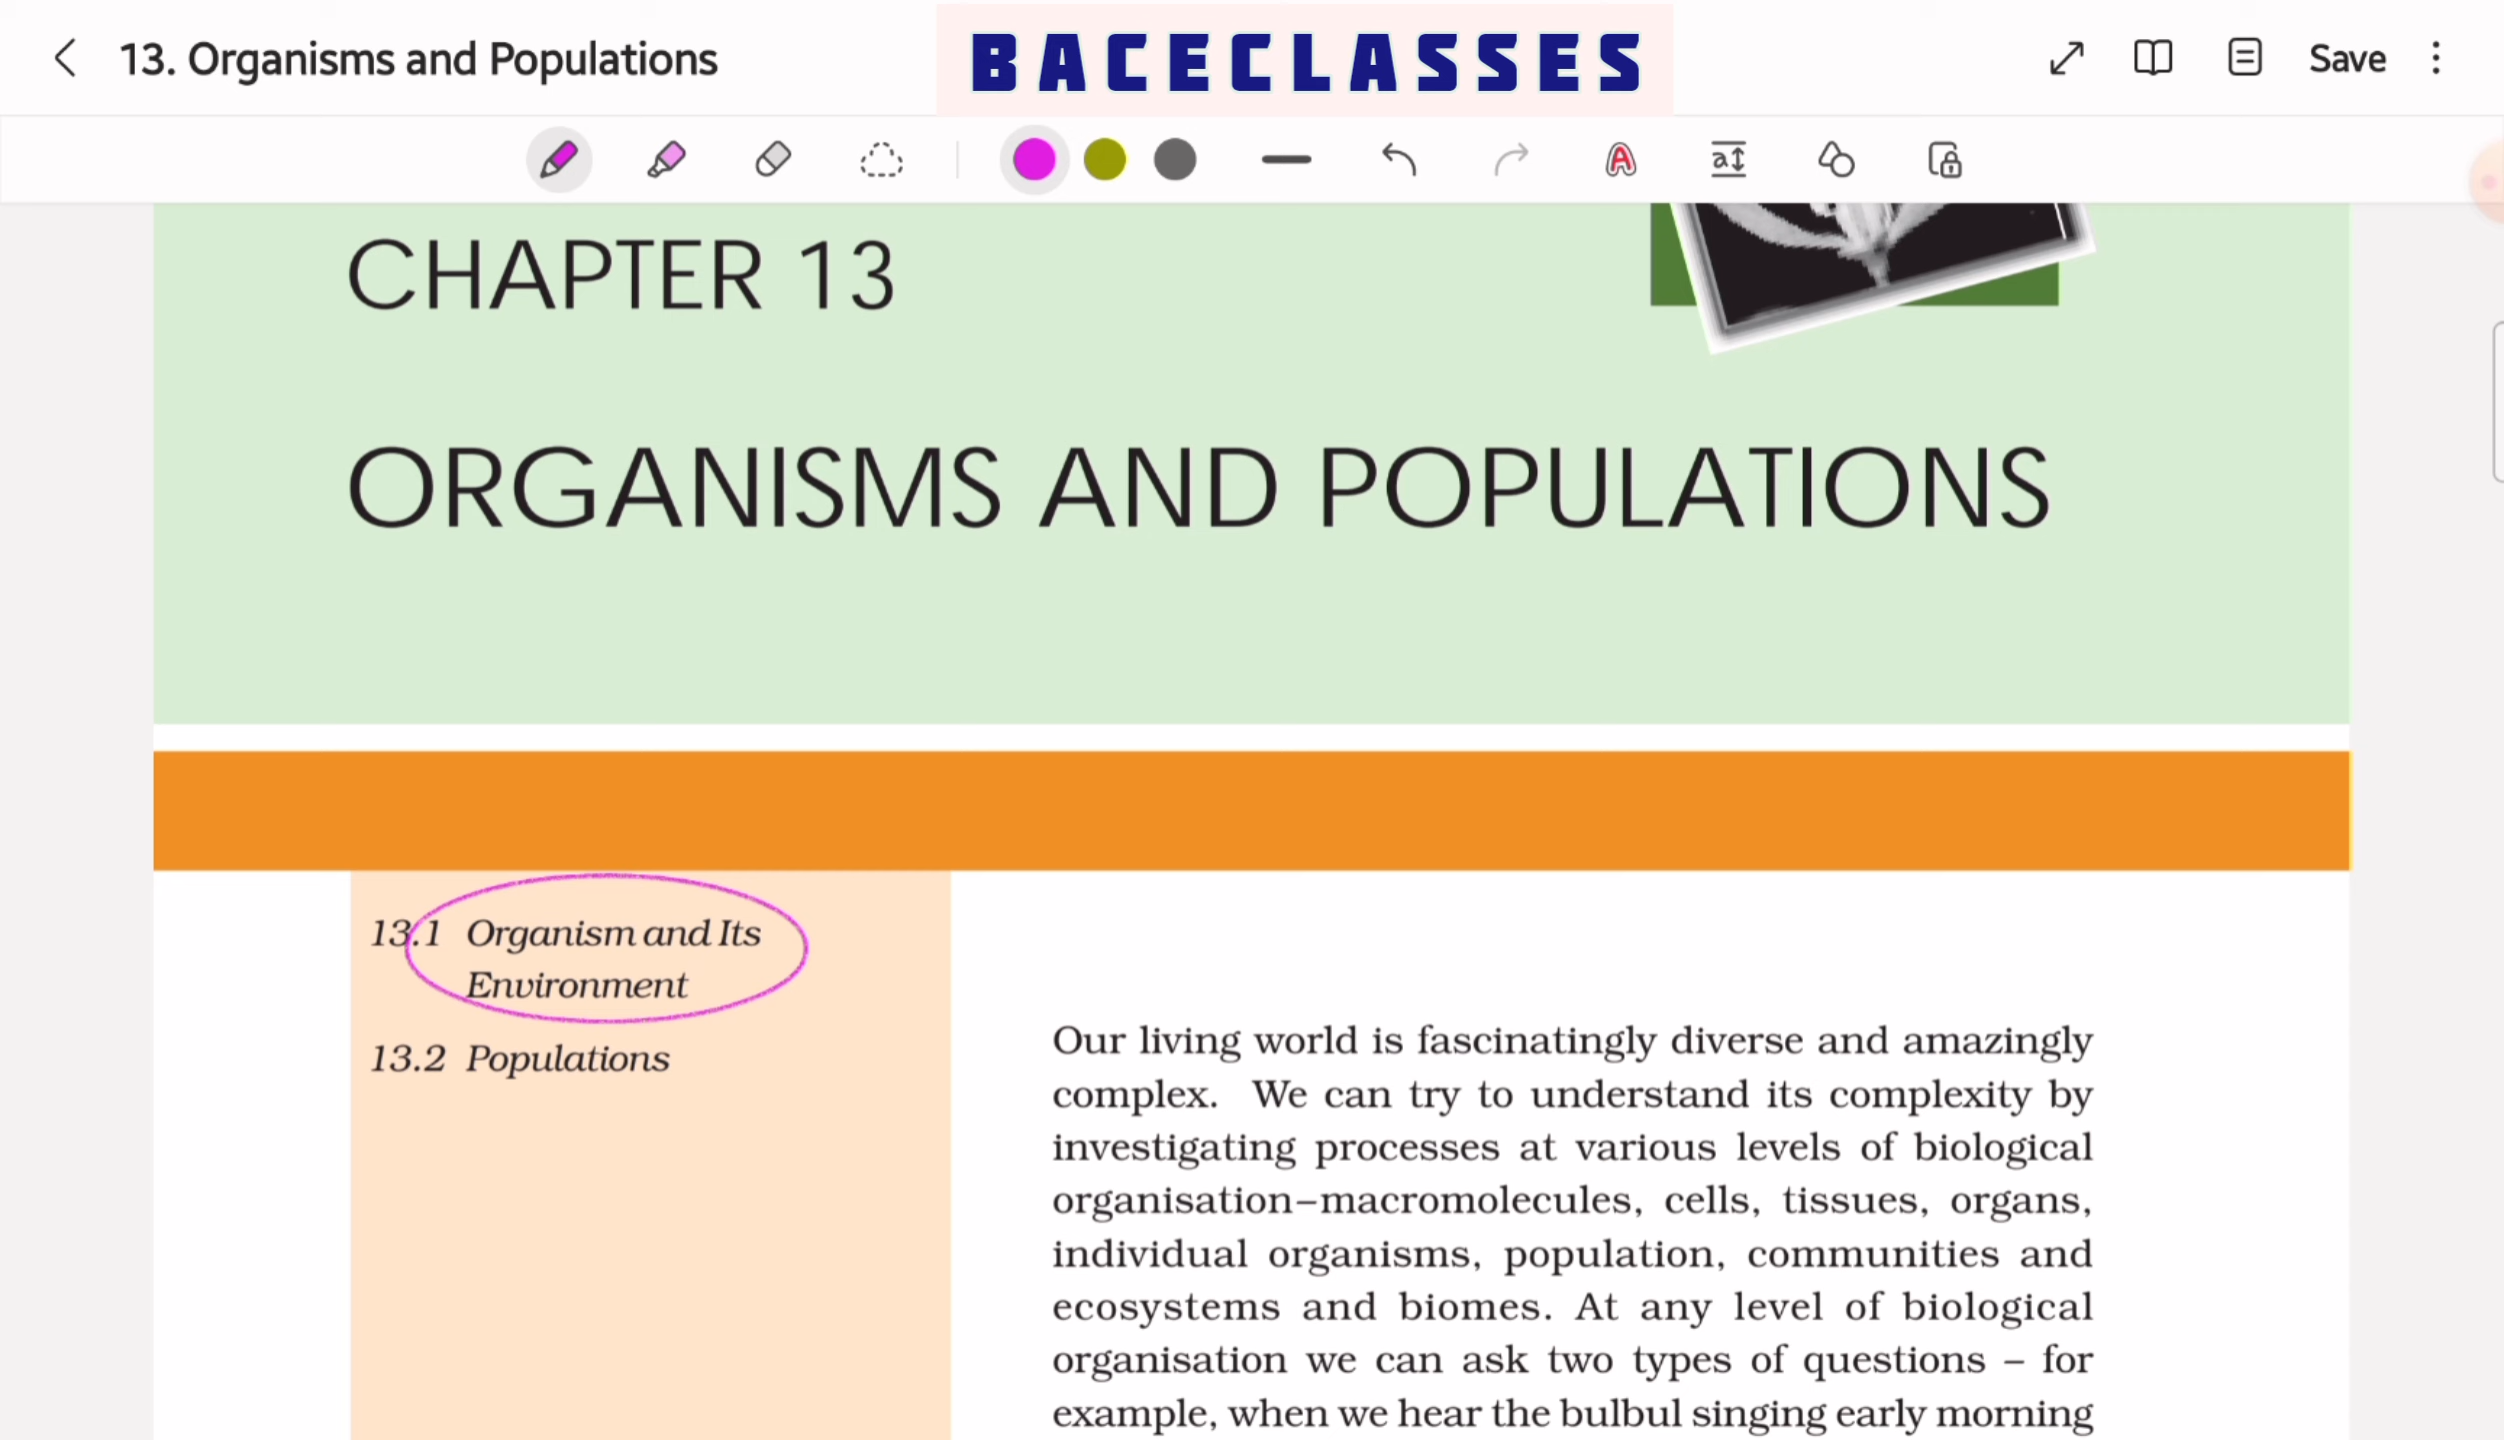 13. Organisms and Populations
BACECLASSES
Save
A
a
CHAPTER 13
ORGANISMS AND POPULATIONS
13.1 Organism and Its
Environment
13.2 Populations
Our living world is fascinatingly diverse and amazingly
complex. We can try to understand its complexity by
investigating processes at various levels of biological
organisation–macromolecules, cells, tissues, organs,
individual organisms, population, communities and
ecosystems and biomes. At any level of biological
organisation we can ask two types of questions – for
example, when we hear the bulbul singing early morning